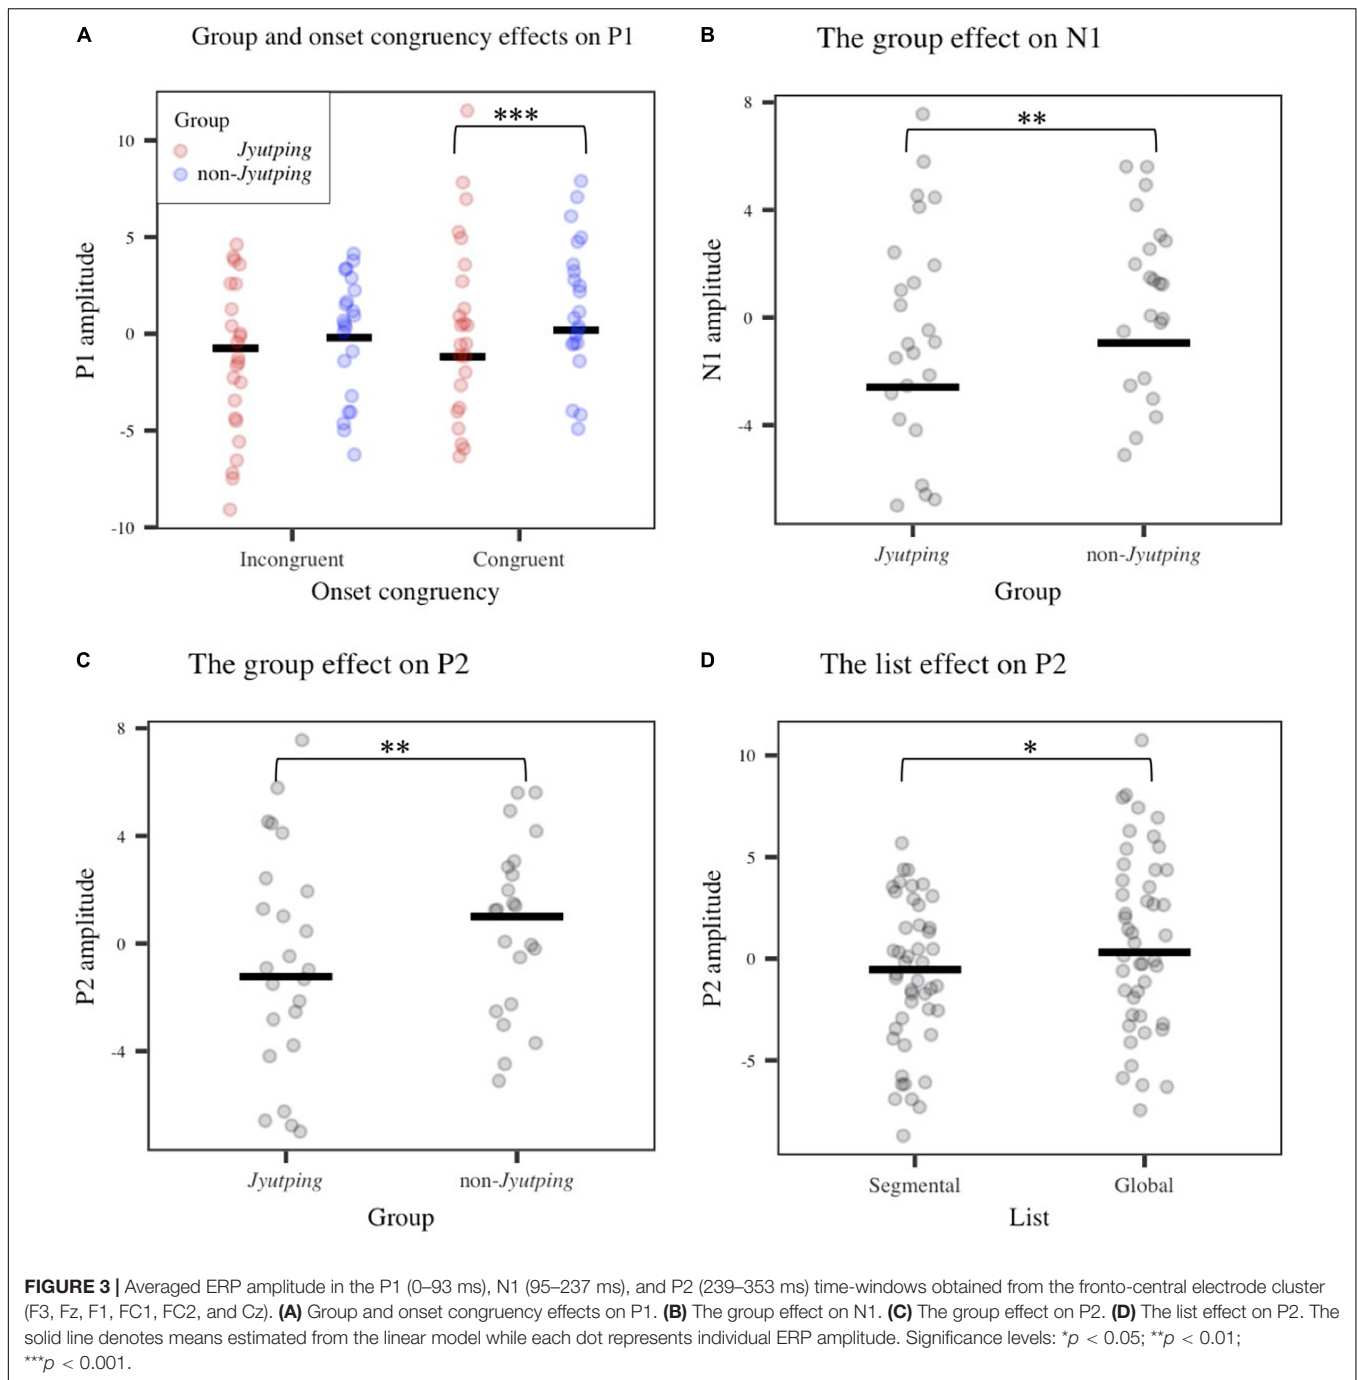 A
Group and onset congruency effects on P1
Group
Jyutping
non-Jyutping
***
10
5
0
-5
-10
P1 amplitude
Incongruent
Congruent
Onset congruency
B
The group effect on N1
**
8
4
0
-4
N1 amplitude
Jyutping
non-Jyutping
Group
C
The group effect on P2
**
8
4
0
-4
P2 amplitude
Jyutping
non-Jyutping
Group
D
The list effect on P2
*
10
5
0
-5
P2 amplitude
Segmental
Global
List
FIGURE 3 | Averaged ERP amplitude in the P1 (0–93 ms), N1 (95–237 ms), and P2 (239–353 ms) time-windows obtained from the fronto-central electrode cluster
(F3, Fz, F1, FC1, FC2, and Cz). (A) Group and onset congruency effects on P1. (B) The group effect on N1. (C) The group effect on P2. (D) The list effect on P2. The
solid line denotes means estimated from the linear model while each dot represents individual ERP amplitude. Significance levels: *p < 0.05; **p < 0.01;
***p < 0.001.